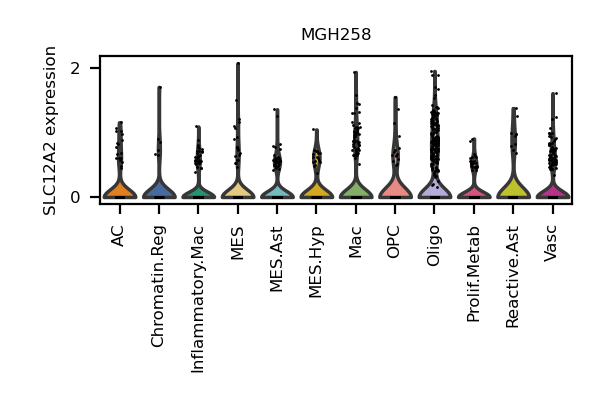 MGH258
SLC12A2 expression
2
0
AC
Chromatin.Reg
Inflammatory.Mac
MES
MES.Ast
MES.Hyp
Mac
OPC
Oligo
Prolif.Metab
Reactive.Ast
Vasc